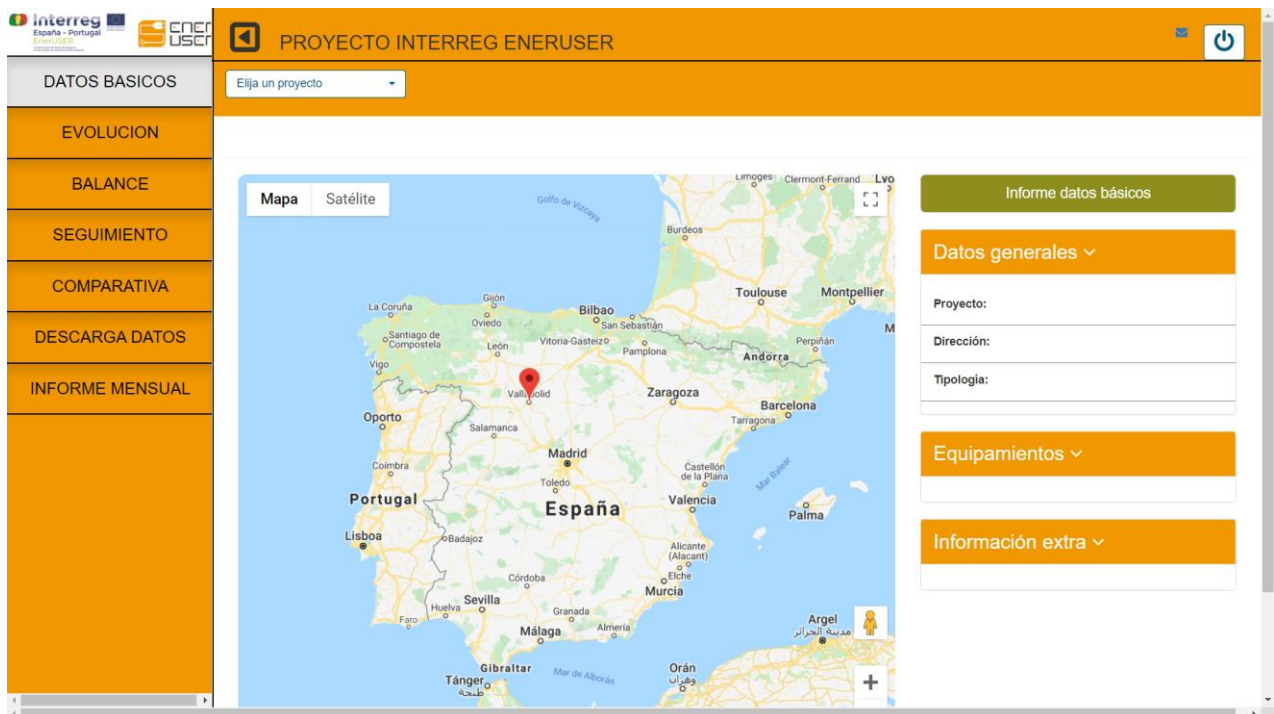 Interreg
España - Portugal
EnerUSER
ENER
USER
PROYECTO INTERREG ENERUSER
DATOS BASICOS
EVOLUCION
BALANCE
SEGUIMIENTO
COMPARATIVA
DESCARGA DATOS
INFORME MENSUAL
Elija un proyecto
Mapa
Satélite
Golfo de Vizcaya
Limoges
Clermont-Ferrand
Lyo
Burdeos
Toulouse
Montpellier
La Coruña
Gijón
Oviedo
Bilbao
San Sebastián
Santiago de
Compostela
León
Vitoria-Gasteiz
Pamplona
Perpiñán
Andorra
M
Vigo
Valladolid
Zaragoza
Barcelona
Tarragona
Oporto
Salamanca
Madrid
Coimbra
Toledo
Castellón
de la Plana
Mar Balear
Portugal
España
Valencia
Palma
Lisboa
Badajoz
Alicante
(Alacant)
Elche
Córdoba
Murcia
Sevilla
Huelva
Granada
Faro
Málaga
Almería
Argel
مدينة الجزائر
Gibraltar
Mar de Alborán
Orán
وهران
Tánger
طنجة
Informe datos básicos
Datos generales
Proyecto:
Dirección:
Tipologia:
Equipamientos
Información extra